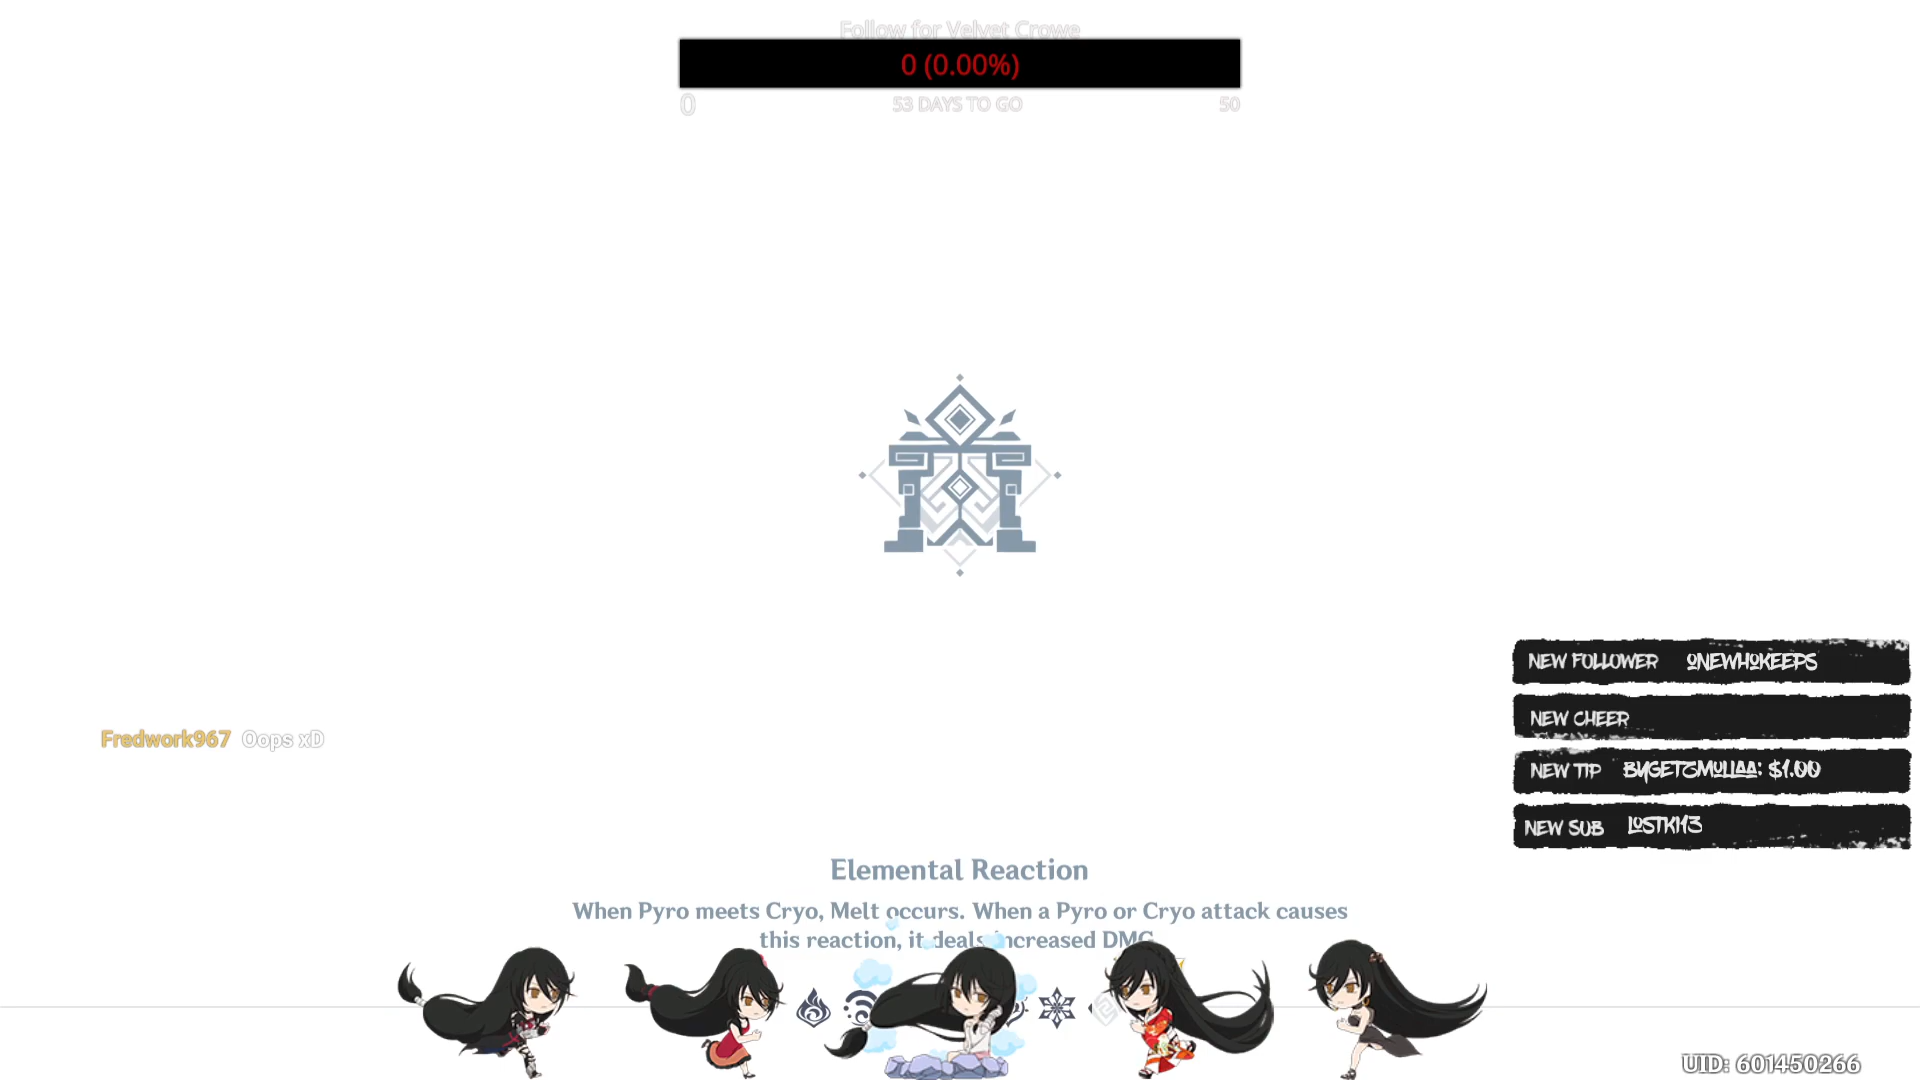 Follow for Velvet Crowe
0 (0.00%)
0 53 DAYS TO GO 50
NEW FOLLOWER ONEWHOKEEPS
NEW CHEER
Fredwork967 Oops xD
NEW TIP BYGETZMULLAA: $1.00
NEW SUB LOSTKI13
Elemental Reaction
When Pyro meets Cryo, Melt occurs. When a Pyro or Cryo attack causes
this reaction, it deals increased DMG.
UID: 601450266